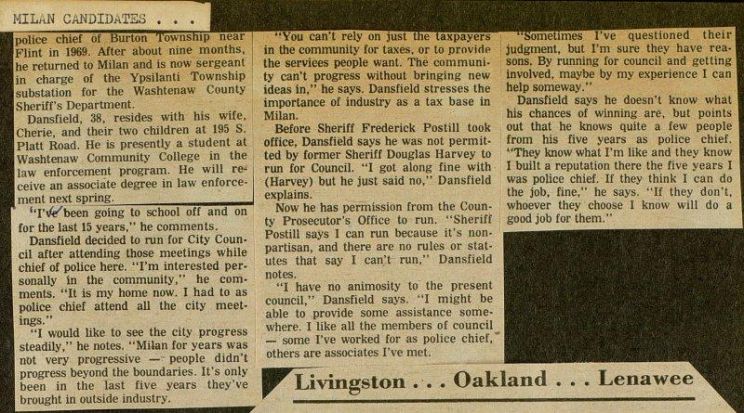 MILAN CANDIDATES . . .
police chief of Burton Township near
Flint in 1969. After about nine months,
he returned to Milan and is now sergeant
in charge of the Ypsilanti Township
substation for the Washtenaw County
Sheriff's Department.
Dansfield, 38, resides with his wife,
Cherie, and their two children at 195 S.
Platt Road. He is presently a student at
Washtenaw Community College in the
law enforcement program. He will re-
ceive an associate degree in law enforce-
ment next spring.
"I've been going to school off and on
for the last 15 years," he comments.
Dansfield decided to run for City Coun-
cil after attending those meetings while
chief of police here. "I'm interested per-
sonally in the community," he com-
ments. "It is my home now. I had to as
police chief attend all the city meet-
ings."
"I would like to see the city progress
steadily," he notes. "Milan for years was
not very progressive — people didn't
progress beyond the boundaries. It's only
been in the last five years they've
brought in outside industry.
"You can't rely on just the taxpayers
in the community for taxes, or to provide
the services people want. The communi-
ty can't progress without bringing new
ideas in," he says. Dansfield stresses the
importance of industry as a tax base in
Milan.
Before Sheriff Frederick Postill took
office, Dansfield says he was not permit-
ted by former Sheriff Douglas Harvey to
run for Council. "I got along fine with
(Harvey) but he just said no," Dansfield
explains.
Now he has permission from the Coun-
ty Prosecutor's Office to run. "Sheriff
Postill says I can run because it's non-
partisan, and there are no rules or stat-
utes that say I can't run," Dansfield
notes.
"I have no animosity to the present
council," Dansfield says. "I might be
able to provide some assistance some-
where. I like all the members of council
— some I've worked for as police chief,
others are associates I've met.
"Sometimes I've questioned their
judgment, but I'm sure they have rea-
sons. By running for council and getting
involved, maybe by my experience I can
help someway."
Dansfield says he doesn't know what
his chances of winning are, but points
out that he knows quite a few people
from his five years as police chief.
"They know what I'm like and they know
I built a reputation there the five years I
was police chief. If they think I can do
the job, fine," he says. "If they don't,
whoever they choose I know will do a
good job for them."
Livingston . . . Oakland . . . Lenawee